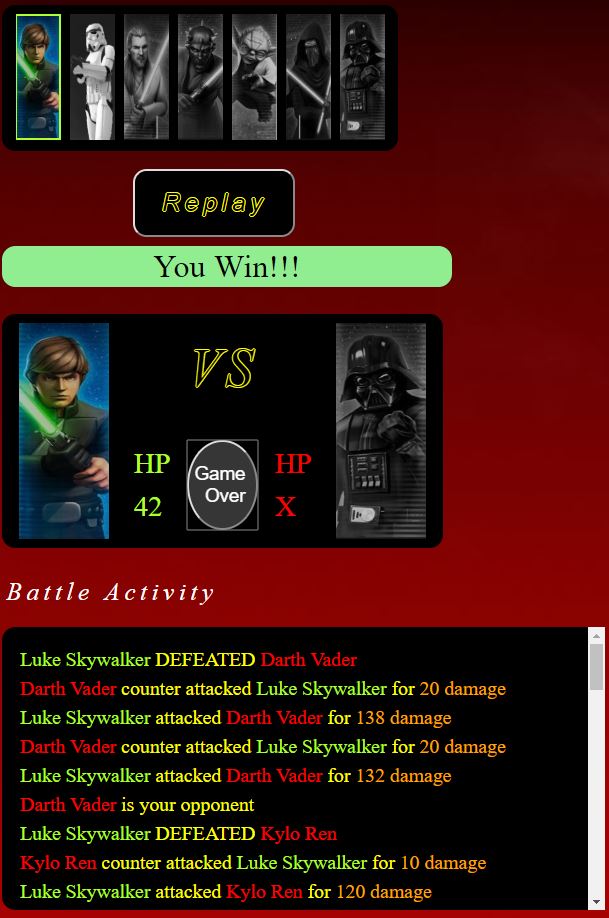 Replay
You Win!!!
VS
HP
42
Game
Over
HP
X
Battle Activity
Luke Skywalker DEFEATED Darth Vader
Darth Vader counter attacked Luke Skywalker for 20 damage
Luke Skywalker attacked Darth Vader for 138 damage
Darth Vader counter attacked Luke Skywalker for 20 damage
Luke Skywalker attacked Darth Vader for 132 damage
Darth Vader is your opponent
Luke Skywalker DEFEATED Kylo Ren
Kylo Ren counter attacked Luke Skywalker for 10 damage
Luke Skywalker attacked Kylo Ren for 120 damage